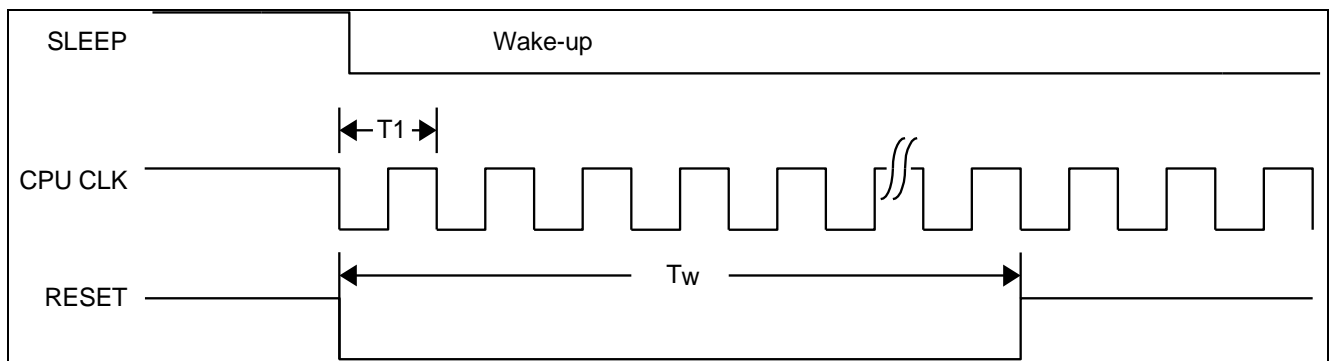 SLEEP
Wake-up
T1
CPU CLK
Tw
RESET